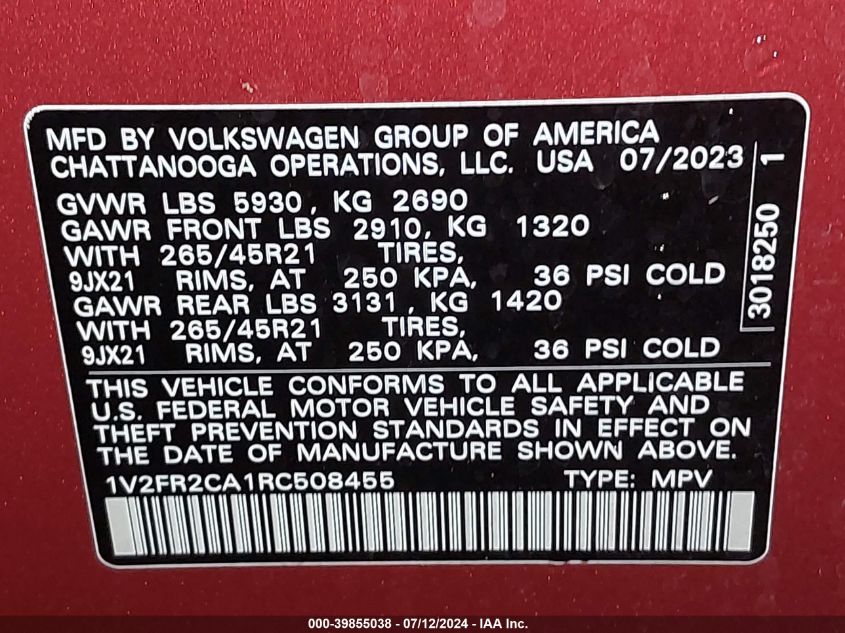 MFD BY VOLKSWAGEN GROUP OF AMERICA
CHATTANOOGA OPERATIONS, LLC. USA 07/2023
GVWR LBS 5930, KG 2690
GAWR FRONT LBS 2910, KG 1320
WITH 265/45R21 TIRES,
9JX21 RIMS, AT 250 KPA, 36 PSI COLD
GAWR REAR LBS 3131, KG 1420
WITH 265/45R21 TIRES,
9JX21 RIMS, AT 250 KPA, 36 PSI COLD
3018250 1
THIS VEHICLE CONFORMS TO ALL APPLICABLE
U.S. FEDERAL MOTOR VEHICLE SAFETY AND
THEFT PREVENTION STANDARDS IN EFFECT ON
THE DATE OF MANUFACTURE SHOWN ABOVE.
1V2FR2CA1RC508455 TYPE: MPV
000-39855038 - 07/12/2024 - IAA Inc.